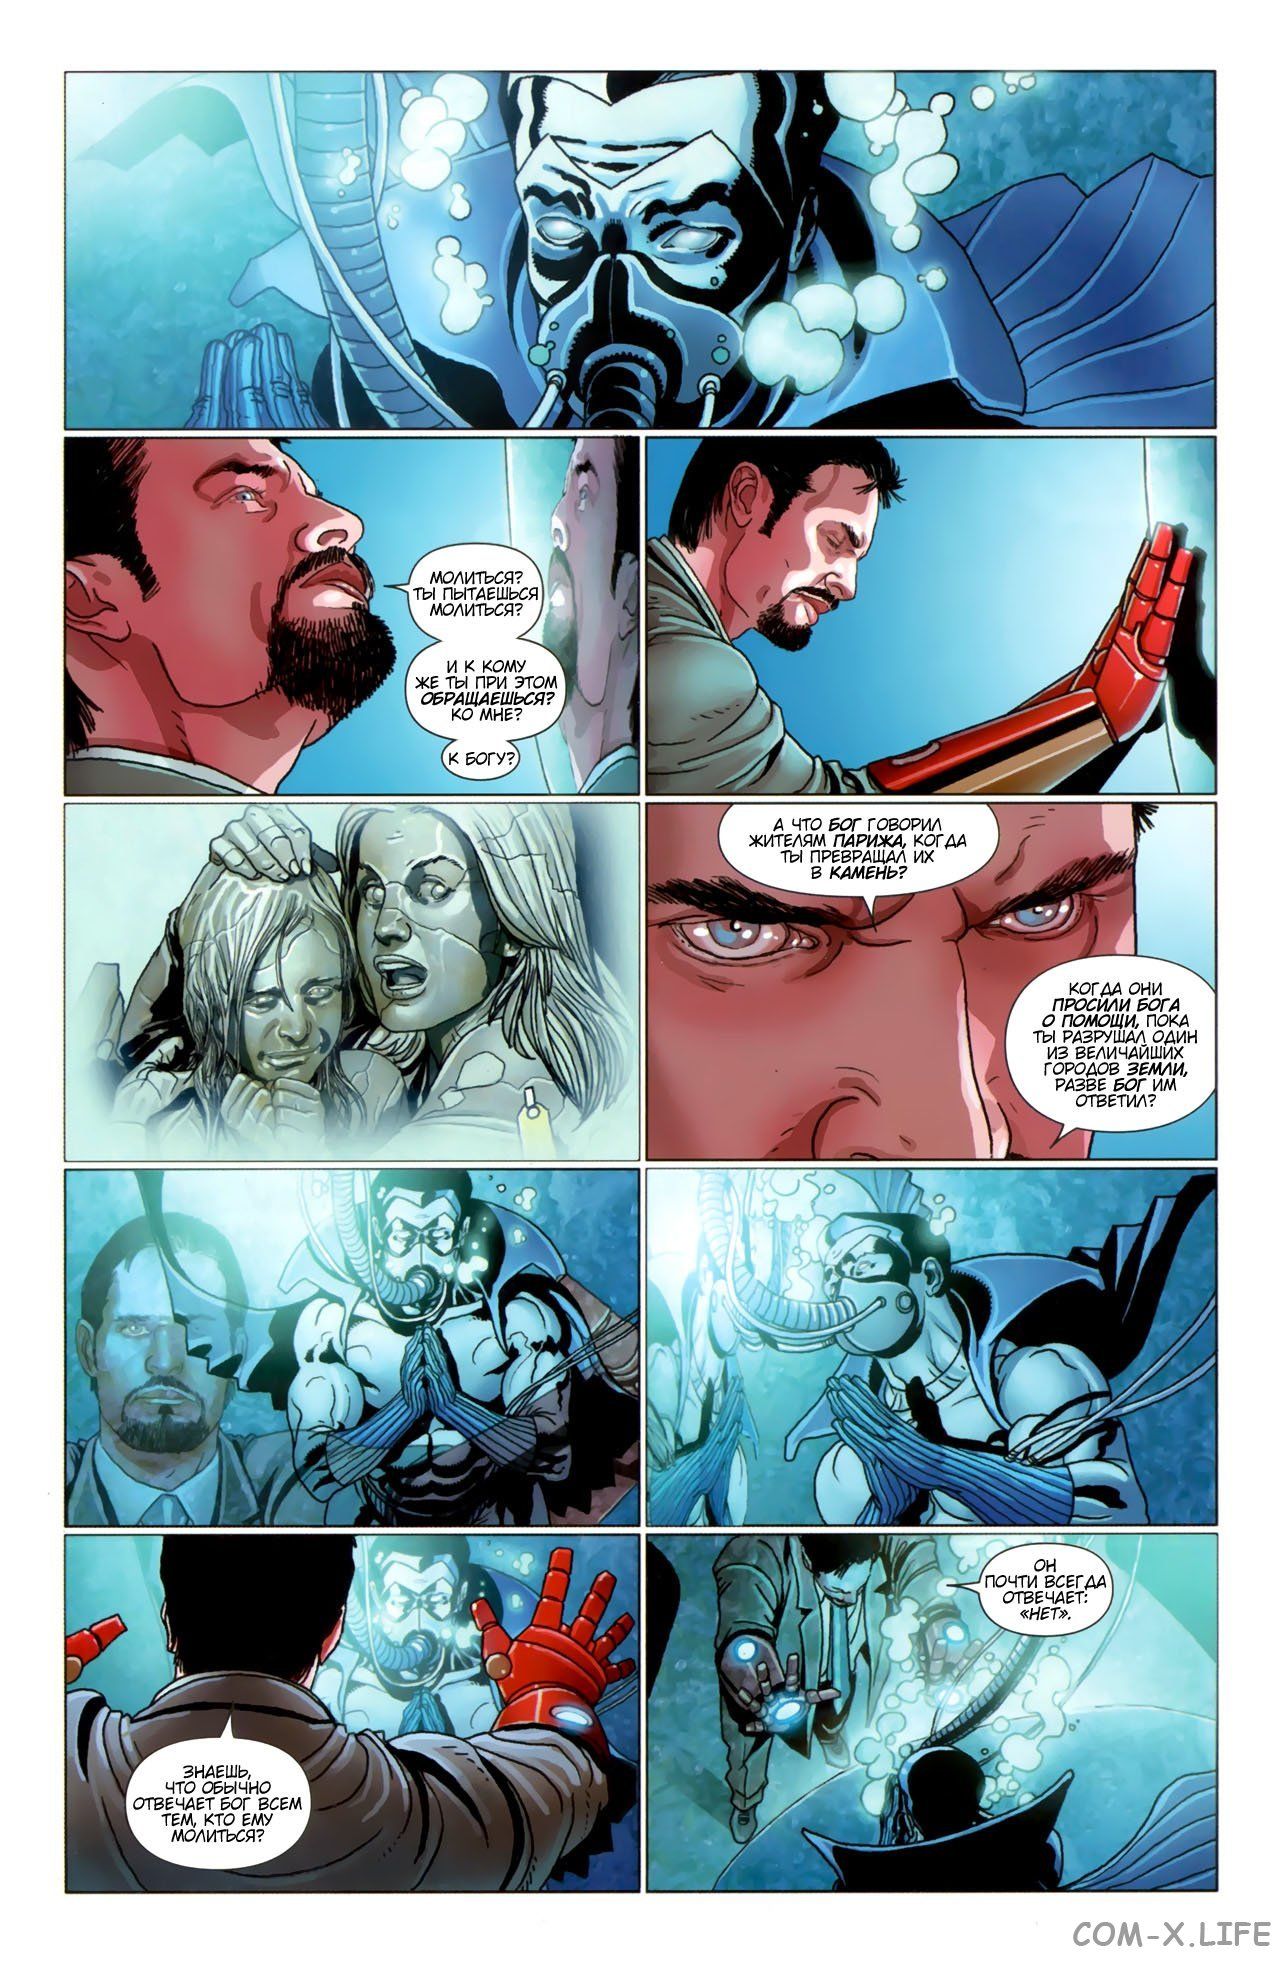 МОЛИТЬСЯ?
ТЫ ПЫТАЕШЬСЯ
МОЛИТЬСЯ?
И К КОМУ
ЖЕ ТЫ ПРИ ЭТОМ
ОБРАЩАЕШЬСЯ?
КО МНЕ?
К БОГУ?
А ЧТО БОГ ГОВОРИЛ
ЖИТЕЛЯМ ПАРИЖА, КОГДА
ТЫ ПРЕВРАЩАЛ ИХ
В КАМЕНЬ?
КОГДА ОНИ
ПРОСИЛИ БОГА
О ПОМОЩИ, ПОКА
ТЫ РАЗРУШАЛ ОДИН
ИЗ ВЕЛИЧАЙШИХ
ГОРОДОВ ЗЕМЛИ,
РАЗВЕ БОГ ИМ
ОТВЕТИЛ?
ЗНАЕШЬ,
ЧТО ОБЫЧНО
ОТВЕЧАЕТ БОГ ВСЕМ
ТЕМ, КТО ЕМУ
МОЛИТЬСЯ?
ОН
ПОЧТИ ВСЕГДА
ОТВЕЧАЕТ:
«НЕТ».
COM-X.LIFE